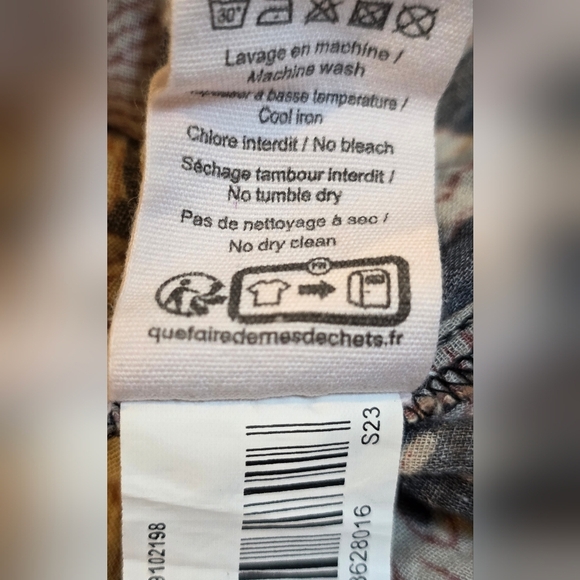 30°
Lavage en machine /
Machine wash
à basse température /
Cool iron
Chlore interdit / No bleach
Séchage tambour interdit /
No tumble dry
Pas de nettoyage à sec /
No dry clean
FR
quefairedemesdechets.fr
S23
9102198
3628016